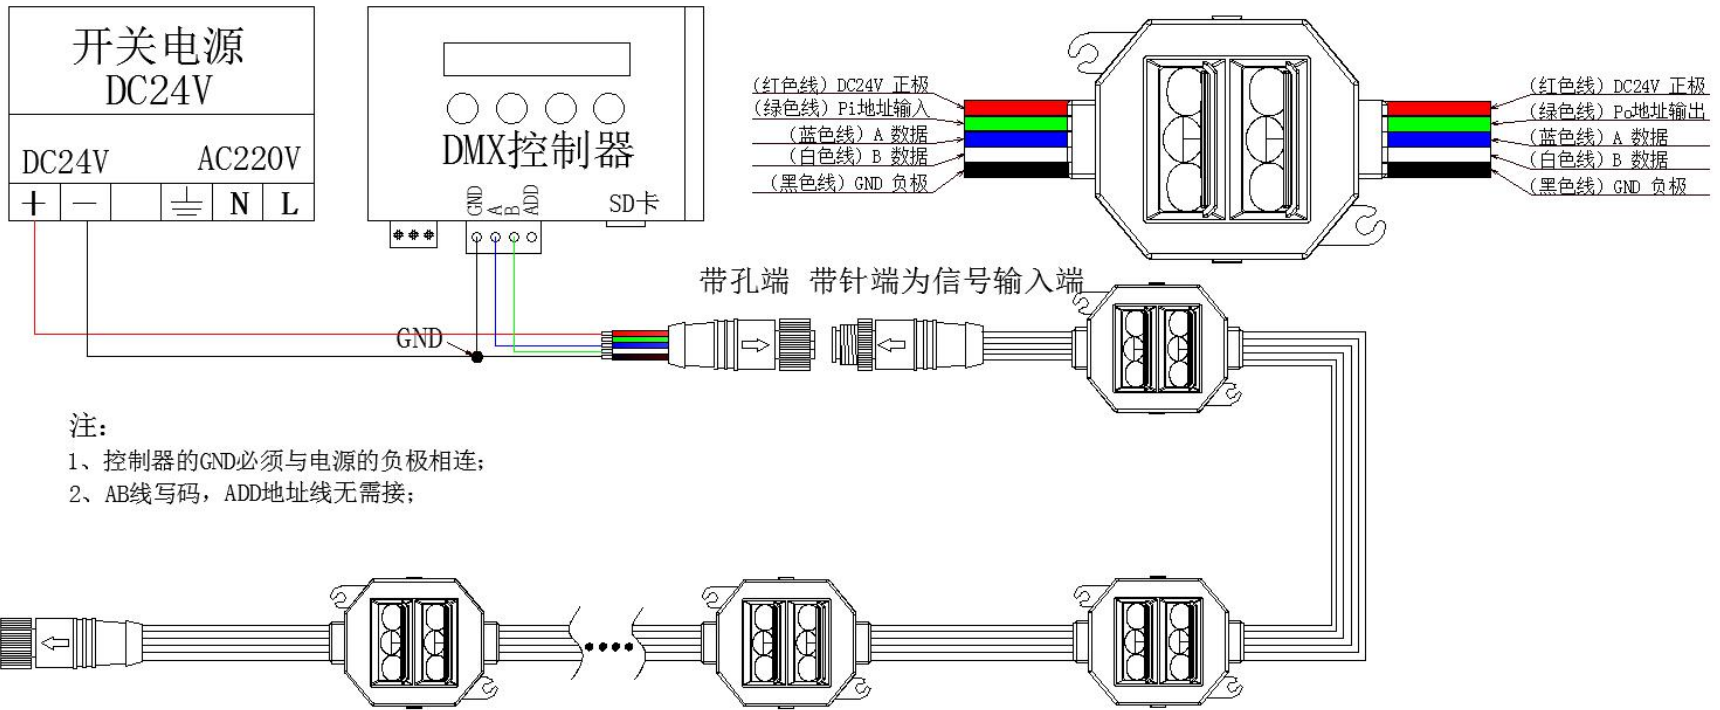 开关电源
DC24V
DC24V
AC220V
+
-
N
L
DMX控制器
GND
A
B
ADD
SD卡
(红色线) DC24V 正极
(绿色线) Pi地址输入
(蓝色线) A 数据
(白色线) B 数据
(黑色线) GND 负极
(红色线) DC24V 正极
(绿色线) Po地址输出
(蓝色线) A 数据
(白色线) B 数据
(黑色线) GND 负极
带孔端 带针端为信号输入端
GND
注:
1、控制器的GND必须与电源的负极相连;
2、AB线写码，ADD地址线无需接;